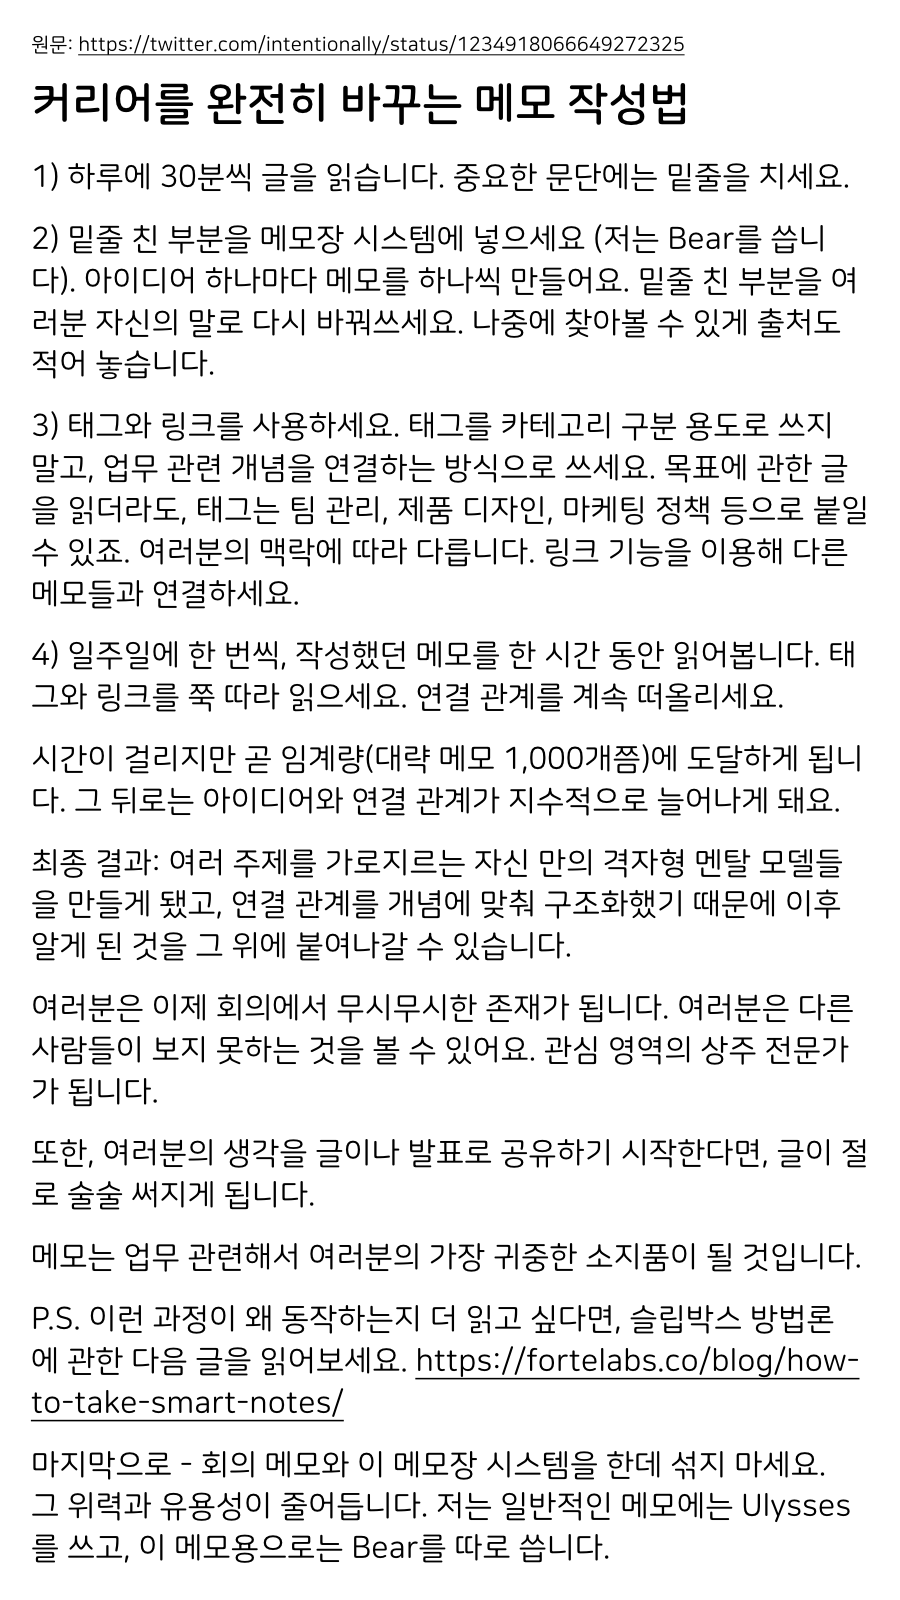 원문: https://twitter.com/intentionally/status/1234918066649272325
커리어를 완전히 바꾸는 메모 작성법
1) 하루에 30분씩 글을 읽습니다. 중요한 문단에는 밑줄을 치세요.
2) 밑줄 친 부분을 메모장 시스템에 넣으세요 (저는 Bear를 씁니
다). 아이디어 하나마다 메모를 하나씩 만들어요. 밑줄 친 부분을 여
러분 자신의 말로 다시 바꿔쓰세요. 나중에 찾아볼 수 있게 출처도
적어 놓습니다.
3) 태그와 링크를 사용하세요. 태그를 카테고리 구분 용도로 쓰지
말고, 업무 관련 개념을 연결하는 방식으로 쓰세요. 목표에 관한 글
을 읽더라도, 태그는 팀 관리, 제품 디자인, 마케팅 정책 등으로 붙일
수 있죠. 여러분의 맥락에 따라 다릅니다. 링크 기능을 이용해 다른
메모들과 연결하세요.
4) 일주일에 한 번씩, 작성했던 메모를 한 시간 동안 읽어봅니다. 태
그와 링크를 쭉 따라 읽으세요. 연결 관계를 계속 떠올리세요.
시간이 걸리지만 곧 임계량(대략 메모 1,000개쯤)에 도달하게 됩니
다. 그 뒤로는 아이디어와 연결 관계가 지수적으로 늘어나게 돼요.
최종 결과: 여러 주제를 가로지르는 자신 만의 격자형 멘탈 모델들
을 만들게 됐고, 연결 관계를 개념에 맞춰 구조화했기 때문에 이후
알게 된 것을 그 위에 붙여나갈 수 있습니다.
여러분은 이제 회의에서 무시무시한 존재가 됩니다. 여러분은 다른
사람들이 보지 못하는 것을 볼 수 있어요. 관심 영역의 상주 전문가
가 됩니다.
또한, 여러분의 생각을 글이나 발표로 공유하기 시작한다면, 글이 절
로 술술 써지게 됩니다.
메모는 업무 관련해서 여러분의 가장 귀중한 소지품이 될 것입니다.
P.S. 이런 과정이 왜 동작하는지 더 읽고 싶다면, 슬립박스 방법론
에 관한 다음 글을 읽어보세요. https://fortelabs.co/blog/how-
to-take-smart-notes/
마지막으로 - 회의 메모와 이 메모장 시스템을 한데 섞지 마세요.
그 위력과 유용성이 줄어듭니다. 저는 일반적인 메모에는 Ulysses
를 쓰고, 이 메모용으로는 Bear를 따로 씁니다.